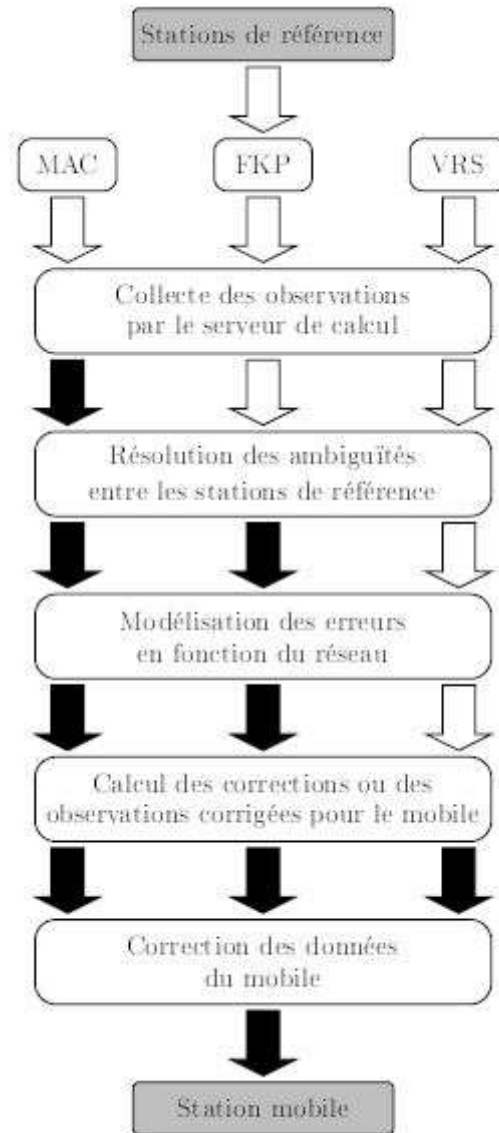 Stations de référence
MAC
FKP
VRS
Collecte des observations
par le serveur de calcul
Résolution des ambiguïtés
entre les stations de référence
Modélisation des erreurs
en fonction du réseau
Calcul des corrections ou des
observations corrigées pour le mobile
Correction des données
du mobile
Station mobile